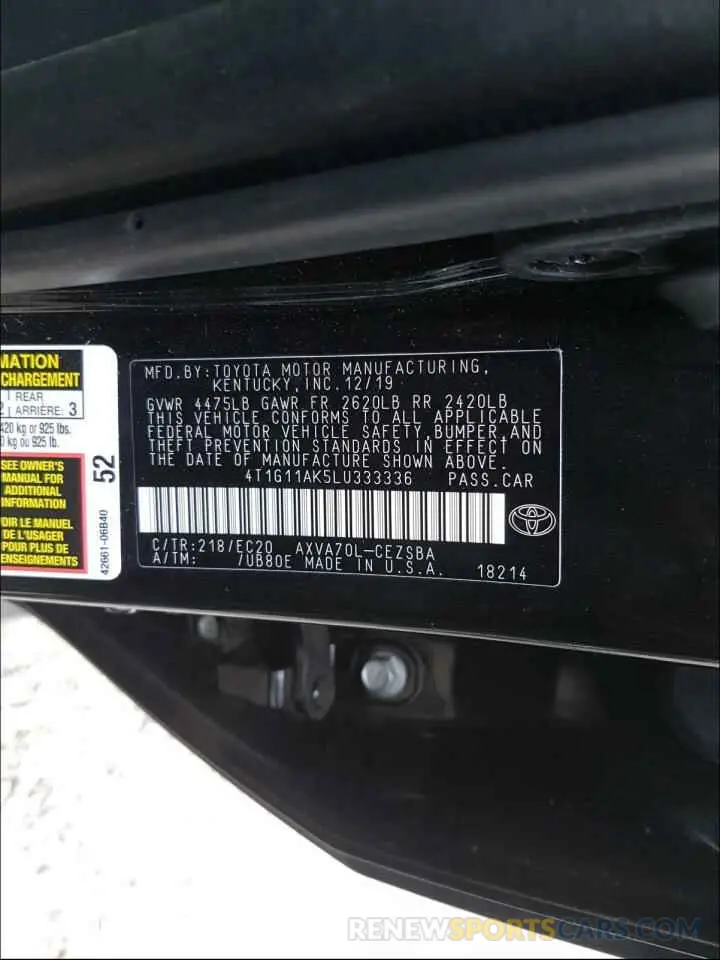 MATION
CHARGEMENT
REAR
2 ARRIÈRE: 3
420 kg or 925 lbs.
0 kg ou 925 lb.
SEE OWNER'S
MANUAL FOR
ADDITIONAL
INFORMATION
OIR LE MANUEL
DE L'USAGER
POUR PLUS DE
ENSEIGNEMENTS
52
42661-06B40
MFD.BY:TOYOTA MOTOR MANUFACTURING,
KENTUCKY,INC.12/19
GVWR 4475LB GAWR FR 2620LB RR 2420LB
THIS VEHICLE CONFORMS TO ALL APPLICABLE
FEDERAL MOTOR VEHICLE SAFETY,BUMPER,AND
THEFT PREVENTION STANDARDS IN EFFECT ON
THE DATE OF MANUFACTURE SHOWN ABOVE.
4T1G11AK5LU333336 PASS.CAR
C/TR:218/EC20 AXVA70L-CEZSBA
A/TM: /UB80E MADE IN U.S.A. 18214
RENEWSPORTSCARS.COM